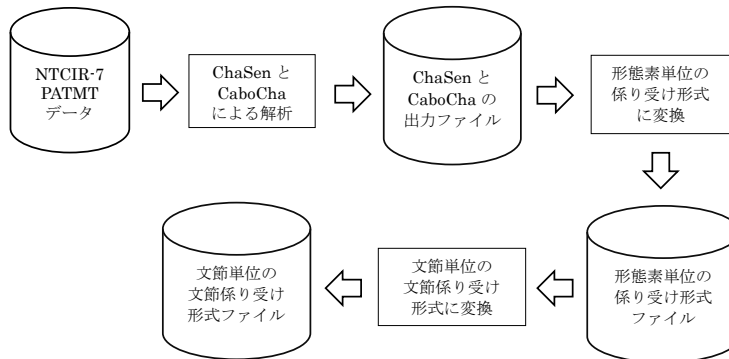 NTCIR-7
PATMT
データ
ChaSen と
CaboCha
による解析
ChaSen と
CaboCha の
出力ファイル
形態素単位の
係り受け形式
に変換
形態素単位の
係り受け形式
ファイル
文節単位の
文節係り受け
形式に変換
文節単位の
文節係り受け
形式ファイル